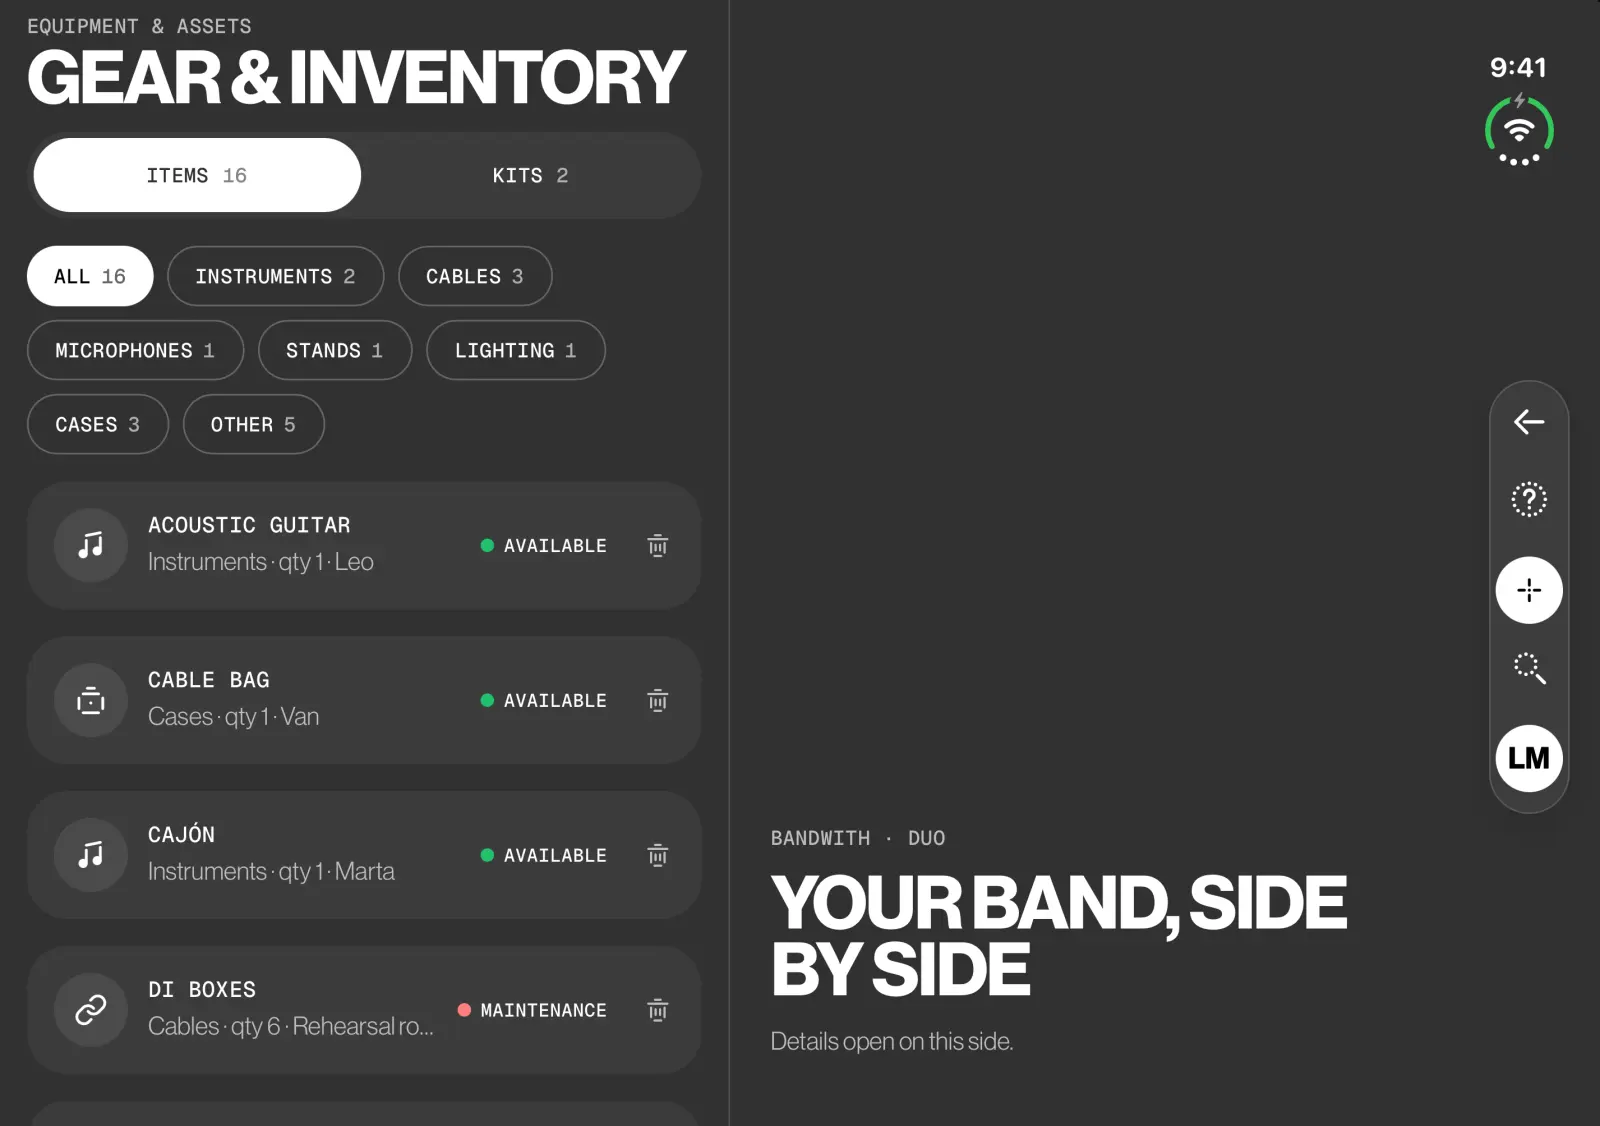 EQUIPMENT & ASSETS
GEAR & INVENTORY
ITEMS 16
KITS 2
ALL 16
INSTRUMENTS 2
CABLES 3
MICROPHONES 1
STANDS 1
LIGHTING 1
CASES 3
OTHER 5
ACOUSTIC GUITAR
Instruments · qty 1 · Leo
AVAILABLE
CABLE BAG
Cases · qty 1 · Van
AVAILABLE
CAJÓN
Instruments · qty 1 · Marta
AVAILABLE
DI BOXES
Cables · qty 6 · Rehearsal ro...
MAINTENANCE
9:41
LM
BANDWITH · DUO
YOUR BAND, SIDE
BY SIDE
Details open on this side.